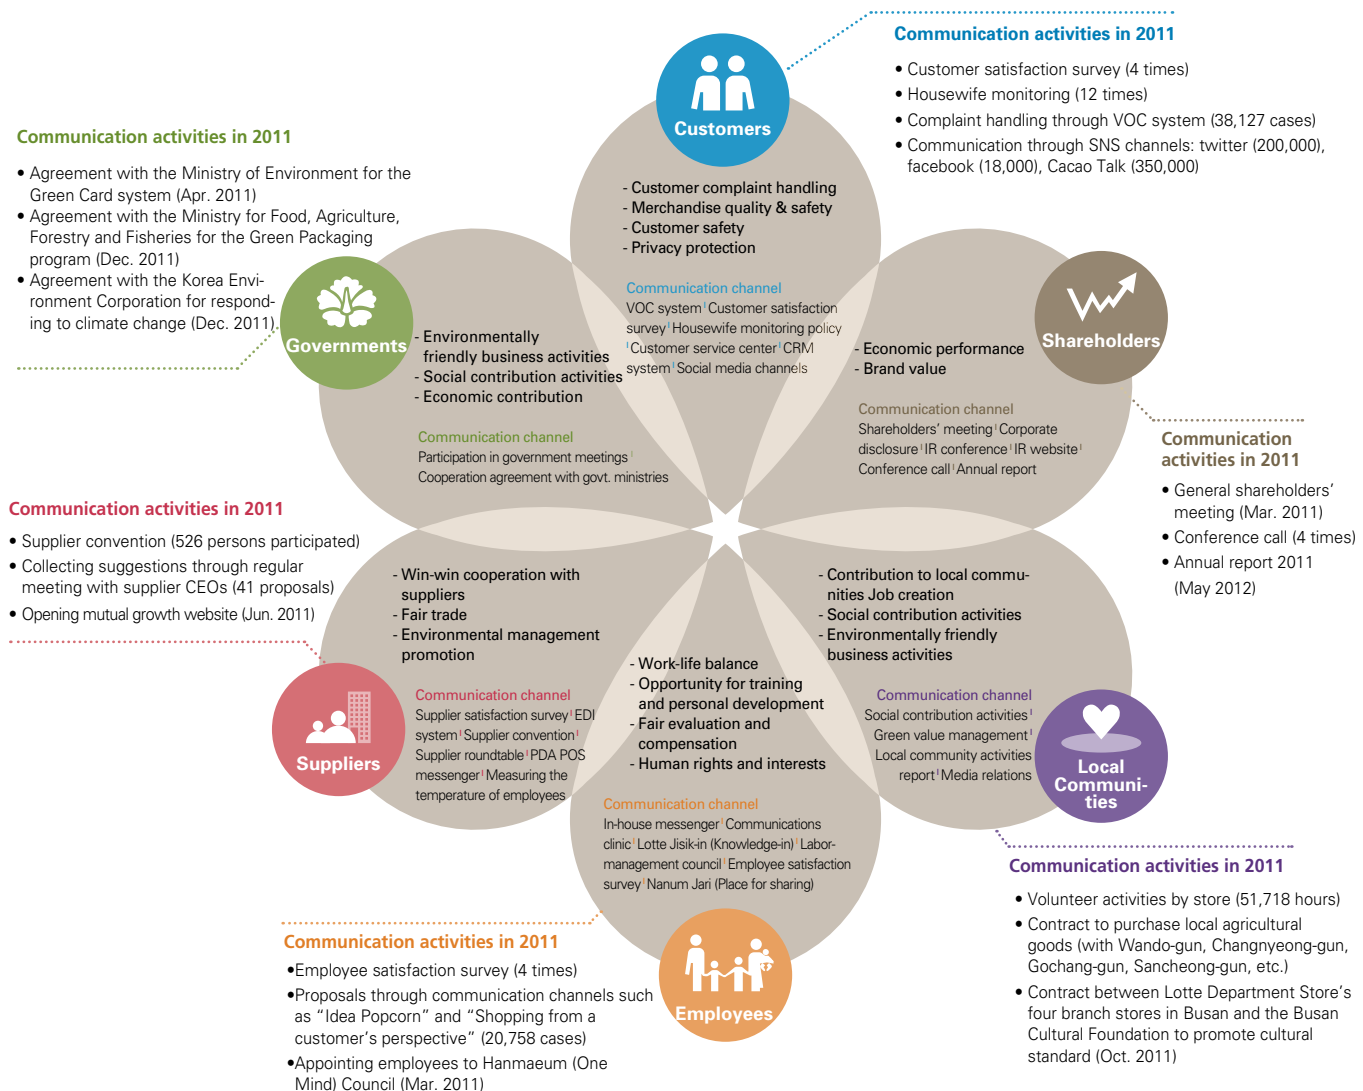 Communication activities in 2011
• Customer satisfaction survey (4 times)
• Housewife monitoring (12 times)
• Complaint handling through VOC system (38,127 cases)
• Communication through SNS channels: twitter (200,000),
facebook (18,000), Cacao Talk (350,000)
Customers
- Customer complaint handling
- Merchandise quality & safety
- Customer safety
- Privacy protection
Communication channel
VOC system ı Customer satisfaction
survey ı Housewife monitoring policy
ı Customer service center ı CRM
system ı Social media channels
Communication activities in 2011
• Agreement with the Ministry of Environment for the
Green Card system (Apr. 2011)
• Agreement with the Ministry for Food, Agriculture,
Forestry and Fisheries for the Green Packaging
program (Dec. 2011)
• Agreement with the Korea Envi-
ronment Corporation for respond-
ing to climate change (Dec. 2011)
Governments
- Environmentally
friendly business activities
- Social contribution activities
- Economic contribution
Communication channel
Participation in government meetings ı
Cooperation agreement with govt. ministries
Shareholders
- Economic performance
- Brand value
Communication channel
Shareholders' meeting ı Corporate
disclosure ı IR conference ı IR website ı
Conference call ı Annual report
Communication
activities in 2011
• General shareholders'
meeting (Mar. 2011)
• Conference call (4 times)
• Annual report 2011
(May 2012)
Communication activities in 2011
• Supplier convention (526 persons participated)
• Collecting suggestions through regular
meeting with supplier CEOs (41 proposals)
• Opening mutual growth website (Jun. 2011)
Suppliers
- Win-win cooperation with
suppliers
- Fair trade
- Environmental management
promotion
Communication channel
Supplier satisfaction survey ı EDI
system ı Supplier convention ı
Supplier roundtable ı PDA POS
messenger ı Measuring the
temperature of employees
- Work-life balance
- Opportunity for training
and personal development
- Fair evaluation and
compensation
- Human rights and interests
Communication channel
In-house messenger ı Communications
clinic ı Lotte Jisik-in (Knowledge-in) ı Labor-
management council ı Employee satisfaction
survey ı Nanum Jari (Place for sharing)
Employees
- Contribution to local commu-
nities Job creation
- Social contribution activities
- Environmentally friendly
business activities
Communication channel
Social contribution activities ı
Green value management ı
Local community activities
report ı Media relations
Local
Communi-
ties
Communication activities in 2011
• Volunteer activities by store (51,718 hours)
• Contract to purchase local agricultural
goods (with Wando-gun, Changnyeong-gun,
Gochang-gun, Sancheong-gun, etc.)
• Contract between Lotte Department Store's
four branch stores in Busan and the Busan
Cultural Foundation to promote cultural
standard (Oct. 2011)
Communication activities in 2011
•Employee satisfaction survey (4 times)
•Proposals through communication channels such
as “Idea Popcorn” and “Shopping from a
customer's perspective” (20,758 cases)
•Appointing employees to Hanmaeum (One
Mind) Council (Mar. 2011)